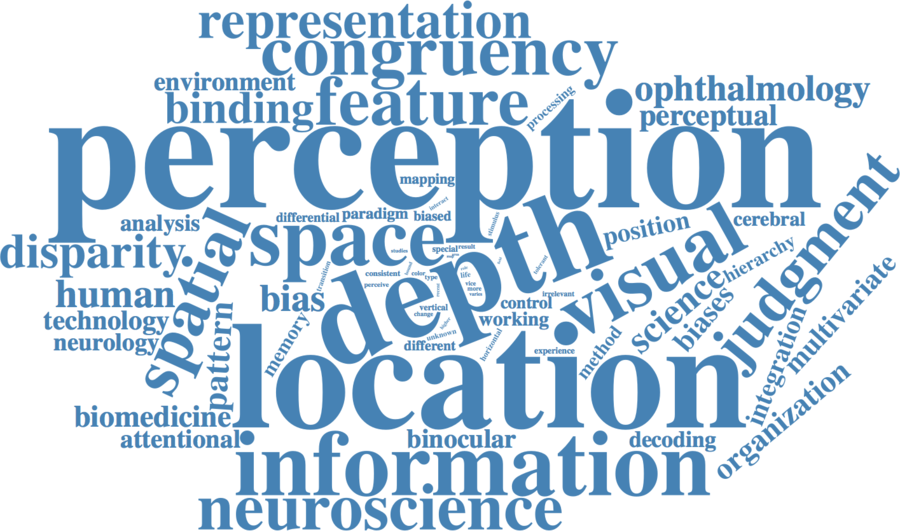 representation
congruency
environment
binding
feature
processing
ophthalmology
perceptual
perception
mapping
interact
analysis
differential
paradigm
biased
stimulus
depth
position
cerebral
judgment
disparity
spatial
space
studies
special
result
visual
hierarchy
science
biases
multivariate
human
bias
transition
consistent
color
type
life
perceive
vice
more
irrelevant
technology
neurology
pattern
memory
vertical
change
control
working
unknown
different
horizontal
experience
method
integration
organization
location
biomedicine
attentional
binocular
decoding
information
neuroscience